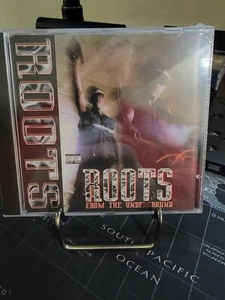 ROOTS
ROOTS
FROM THE UNDERGROUND
SOUTH PACIFIC
OCEAN